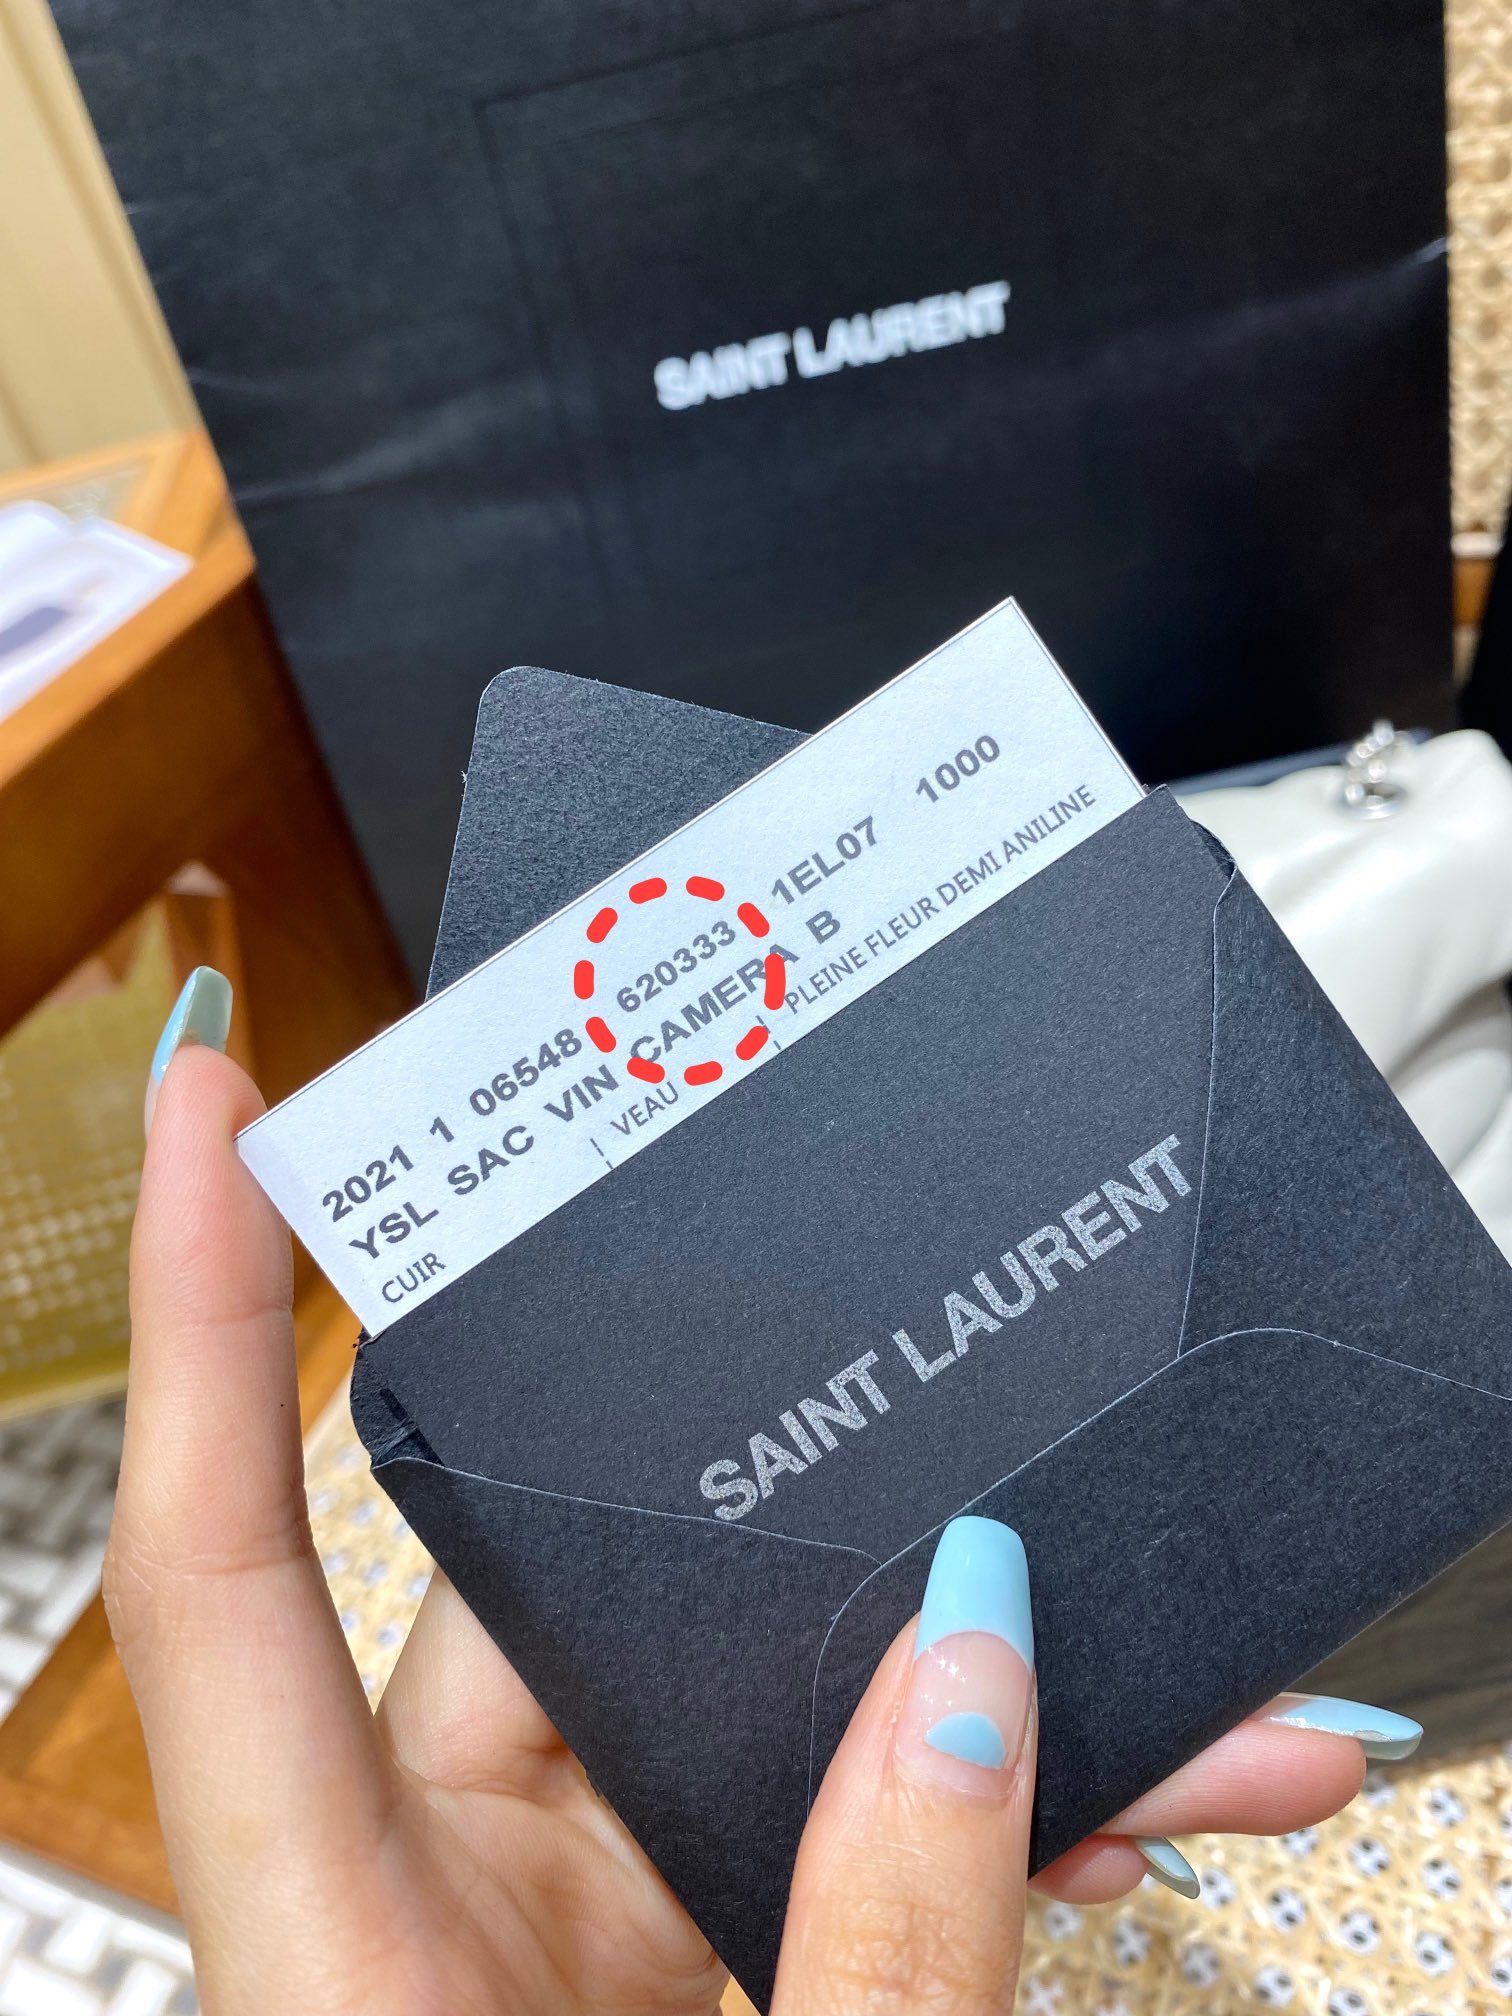 SAINT LAURENT
2021 1 06548 620333 1EL07 1000
YSL SAC VIN CAMERA B
CUIR | VEAU | PLEINE FLEUR DEMI ANILINE
SAINT LAURENT